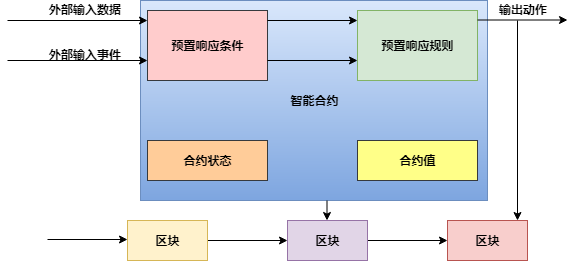 外部输入数据
输出动作
预置响应条件
预置响应规则
外部输入事件
智能合约
合约状态
合约值
区块
区块
区块